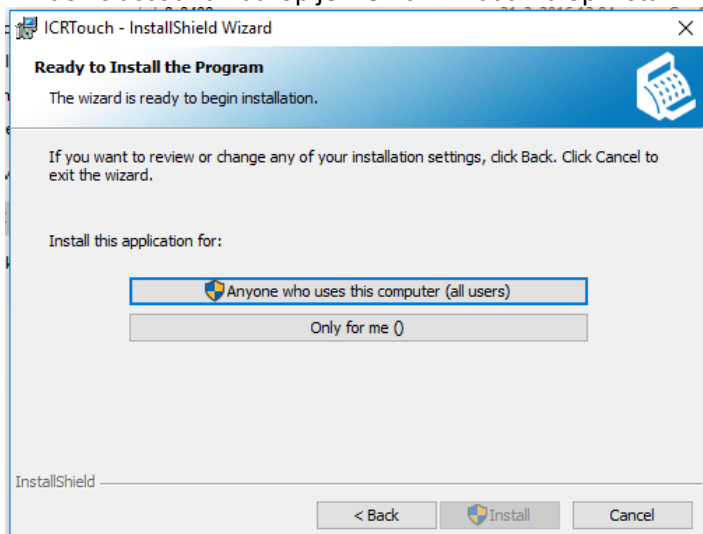 ICRTouch - InstallShield Wizard
Ready to Install the Program
The wizard is ready to begin installation.
If you want to review or change any of your installation settings, click Back. Click Cancel to
exit the wizard.
Install this application for:
Anyone who uses this computer (all users)
Only for me ()
InstallShield
< Back
Install
Cancel